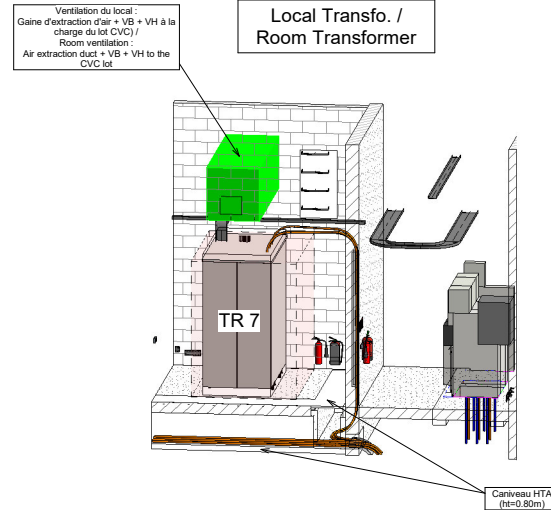 Ventilation du local :
Gaine d'extraction d'air + VB + VH à la
charge du lot CVC) /
Room ventilation :
Air extraction duct + VB + VH to the
CVC lot
Local Transfo. /
Room Transformer
TR 7
Caniveau HTA
(ht=0.80m)